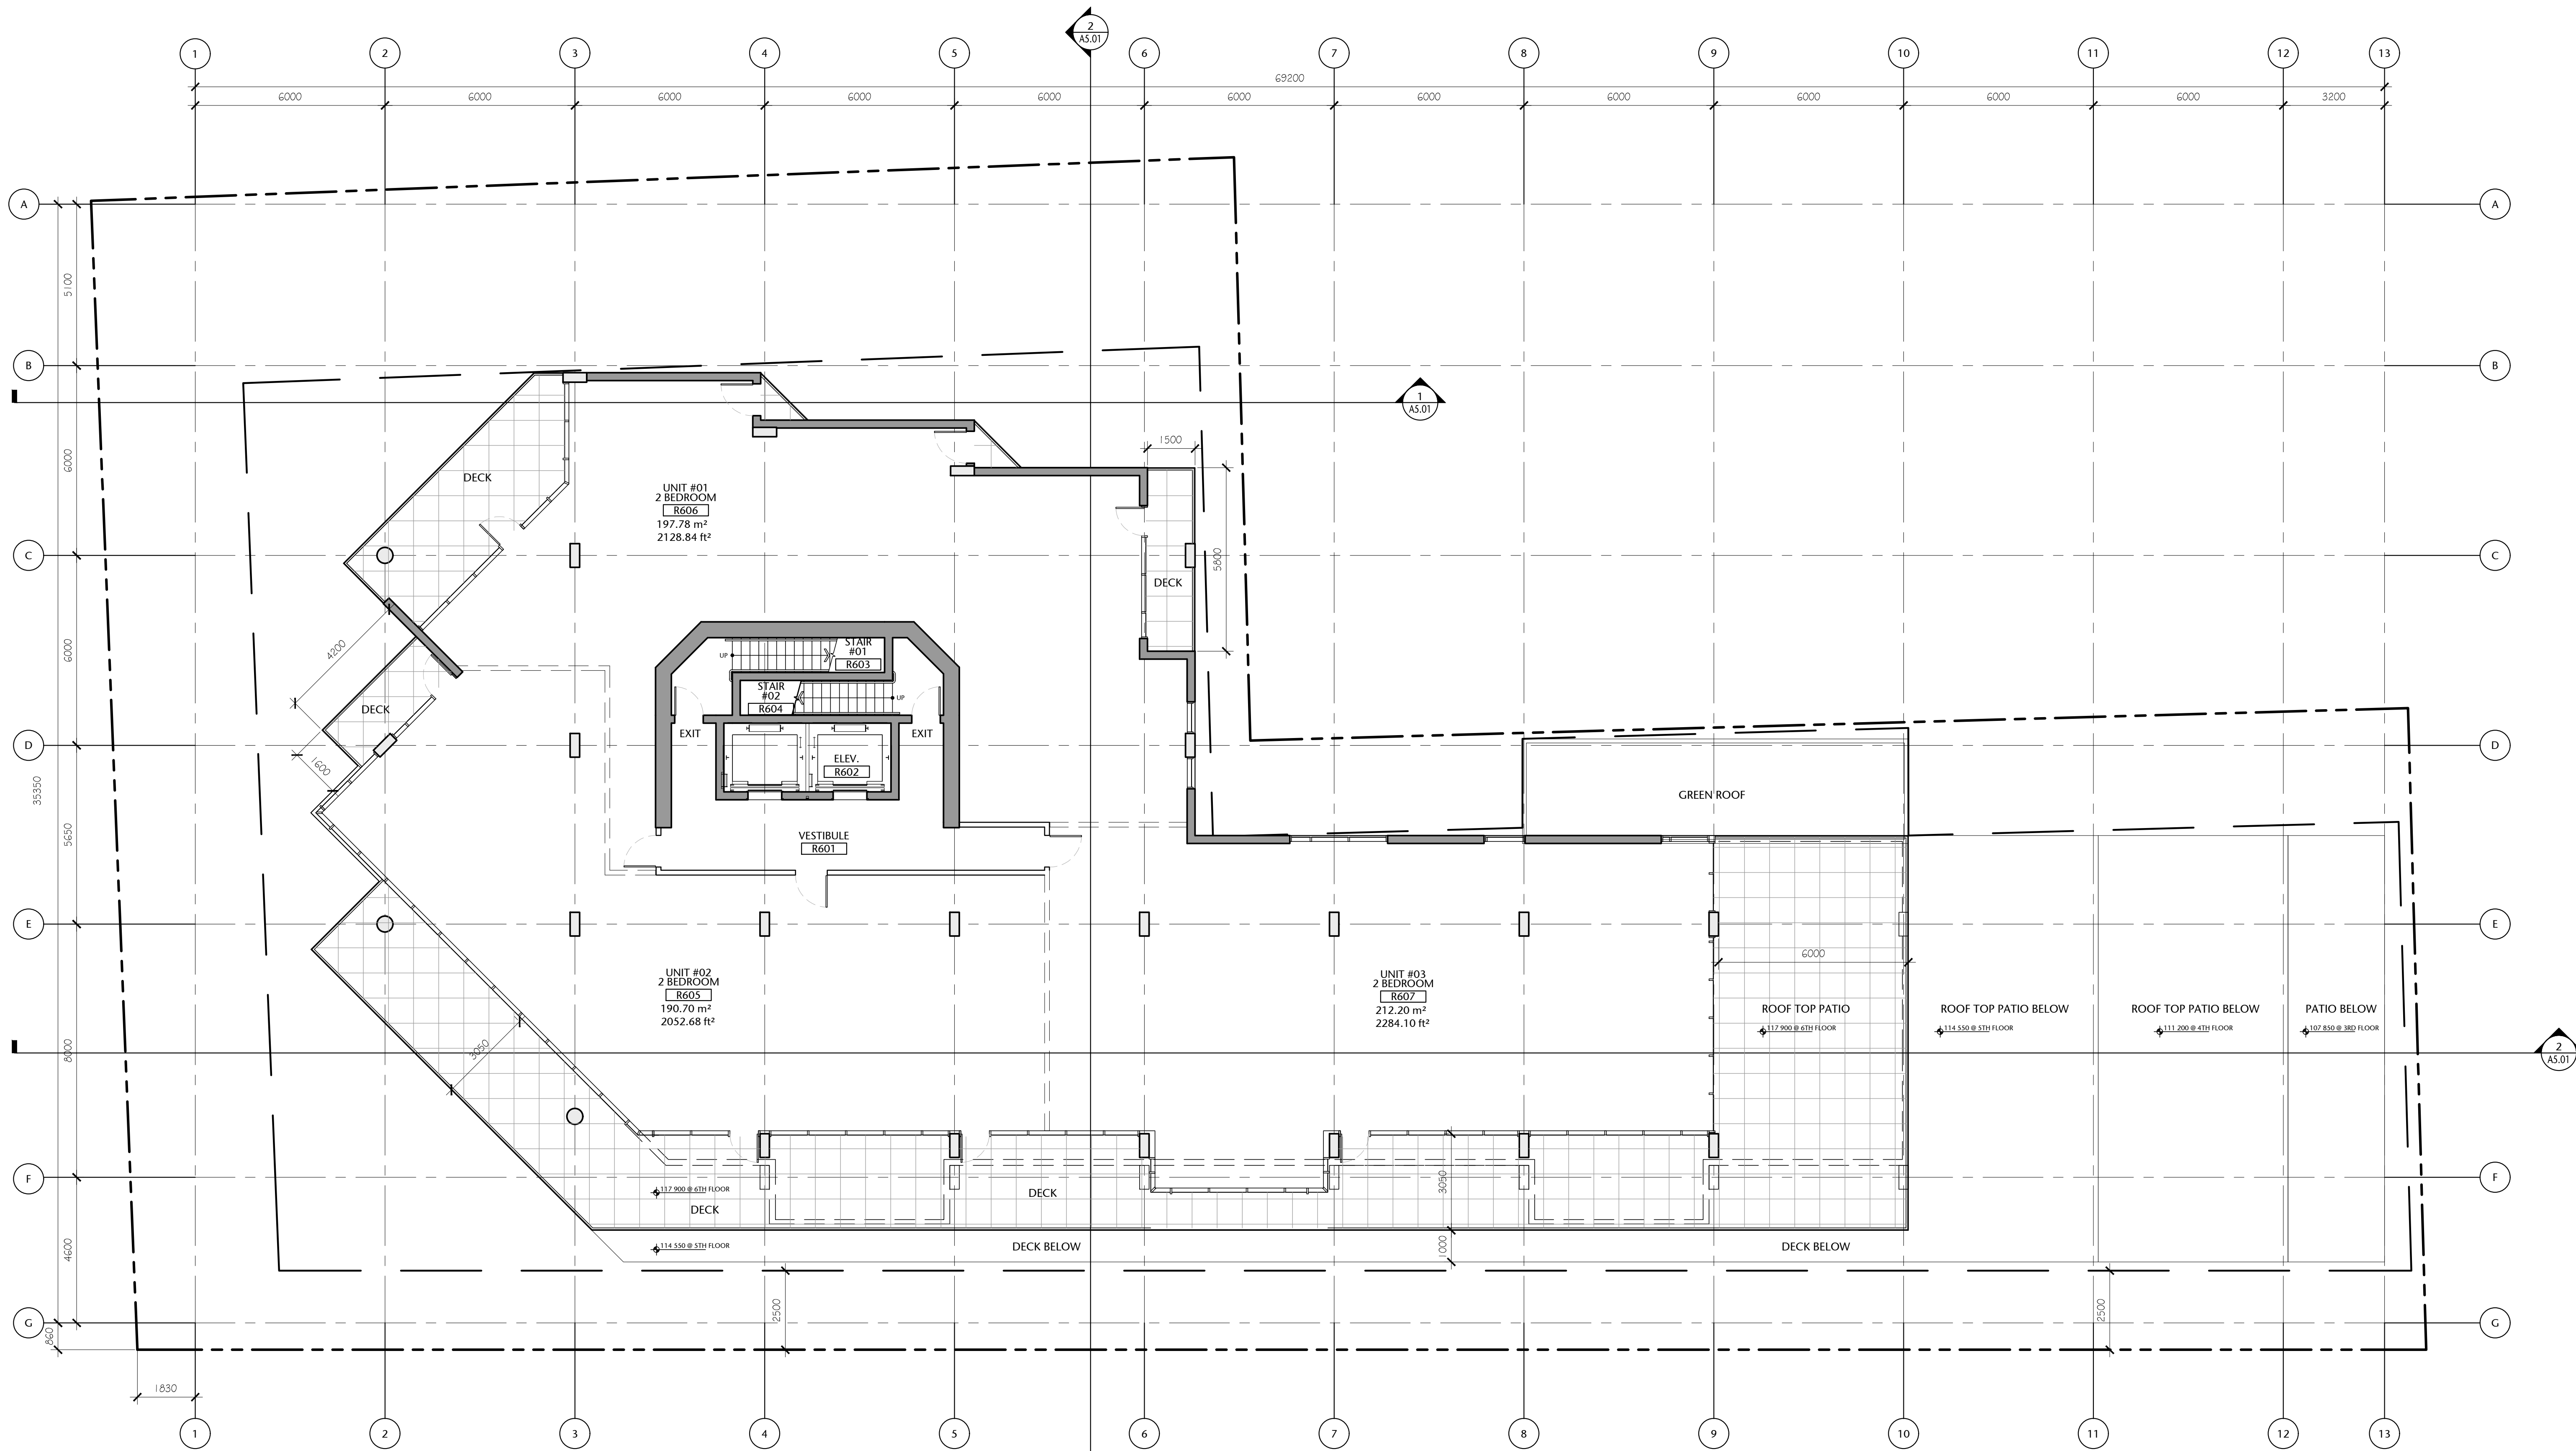 2
A5.01
1 2 3 4 5 6 7 8 9 10 11 12 13
69200
6000 6000 6000 6000 6000 6000 6000 6000 6000 6000 6000 3200
A A
5100
B B
1
A5.01
6000
1500
DECK
UNIT #01
2 BEDROOM
R606
197.78 m²
2128.84 ft²
C C
5800
DECK
6000
4200
STAIR
#01
R603
UP
STAIR
#02
R604
UP
DECK
EXIT
EXIT
D D
ELEV.
R602
1600
35350
GREEN ROOF
5650
VESTIBULE
R601
E E
6000
UNIT #02
2 BEDROOM
R605
190.70 m²
2052.68 ft²
UNIT #03
2 BEDROOM
R607
212.20 m²
2284.10 ft²
ROOF TOP PATIO
117 900 @ 6TH FLOOR
ROOF TOP PATIO BELOW
114 550 @ 5TH FLOOR
ROOF TOP PATIO BELOW
111 200 @ 4TH FLOOR
PATIO BELOW
107 850 @ 3RD FLOOR
8000
3050
2
A5.01
F F
117 900 @ 6TH FLOOR
DECK
DECK
3050
114 550 @ 5TH FLOOR
DECK BELOW
1000
DECK BELOW
4600
2500
2500
G G
860
1830
1 2 3 4 5 6 7 8 9 10 11 12 13